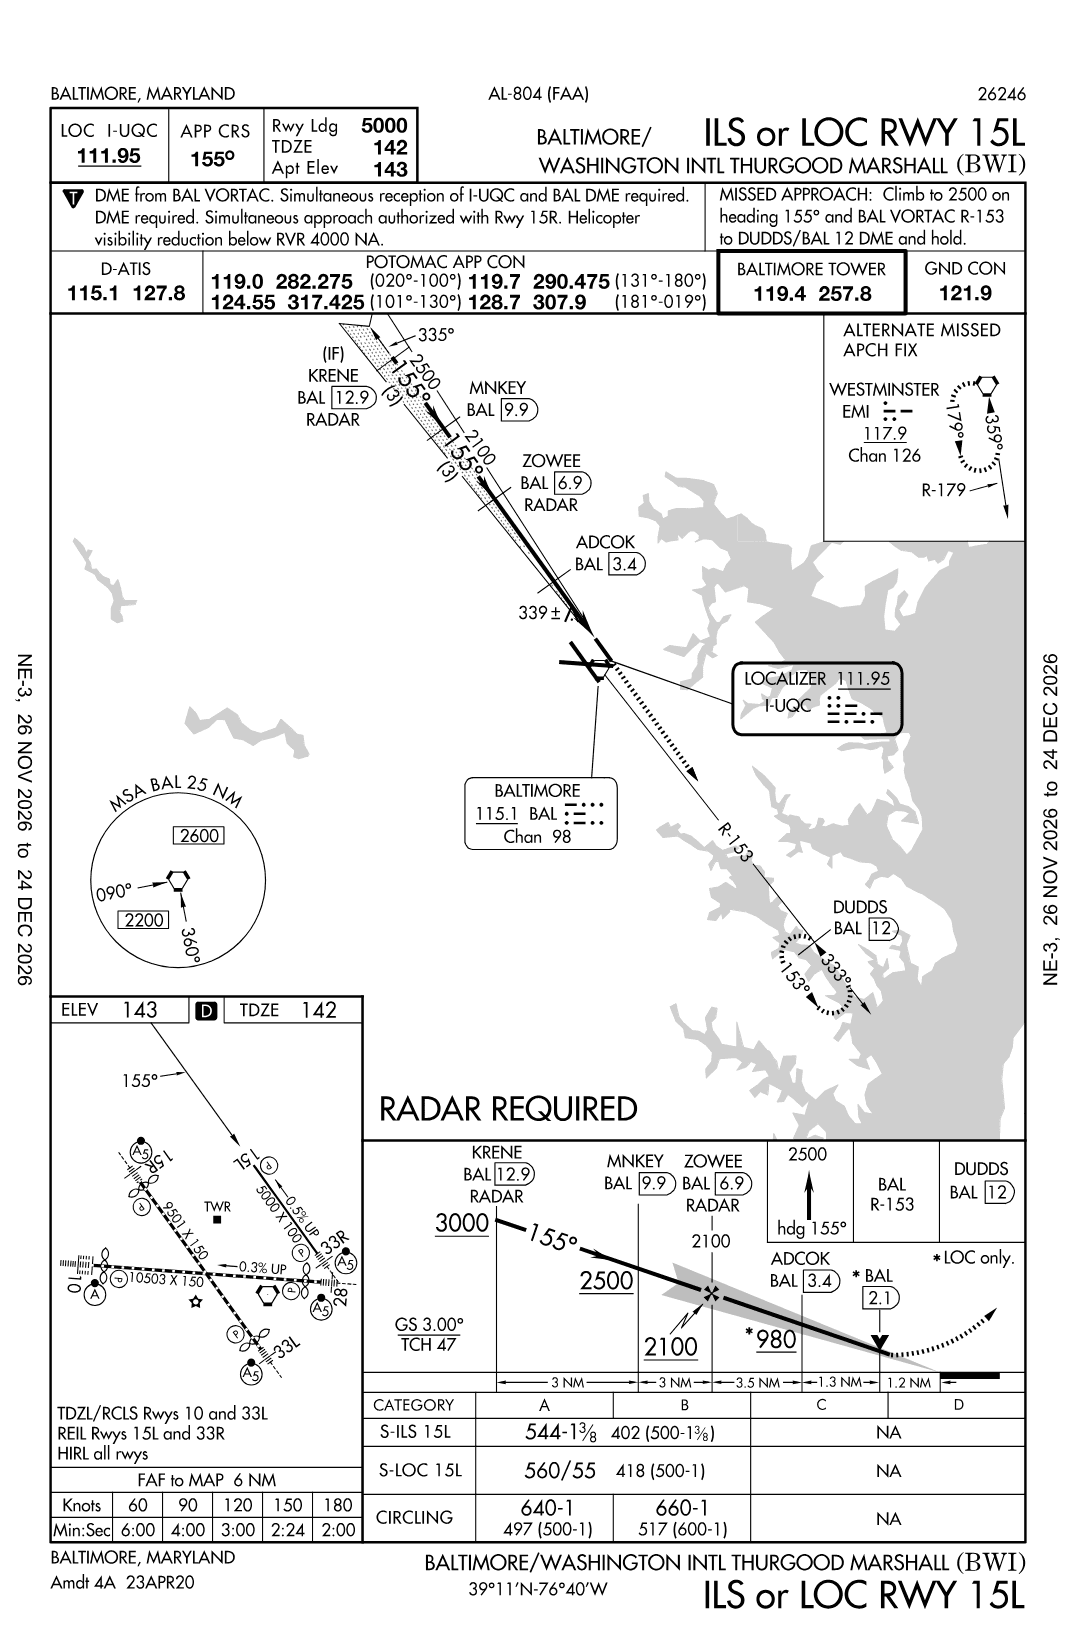 BALTIMORE, MARYLAND
AL-804 (FAA)
26246
LOC I-UQC
111.95
APP CRS
155°
Rwy Ldg 5000
TDZE 142
Apt Elev 143
BALTIMORE/
WASHINGTON INTL THURGOOD MARSHALL (BWI)
ILS or LOC RWY 15L
T
DME from BAL VORTAC. Simultaneous reception of I-UQC and BAL DME required.
DME required. Simultaneous approach authorized with Rwy 15R. Helicopter
visibility reduction below RVR 4000 NA.
MISSED APPROACH: Climb to 2500 on
heading 155° and BAL VORTAC R-153
to DUDDS/BAL 12 DME and hold.
D-ATIS
115.1 127.8
POTOMAC APP CON
119.0 282.275 (020°-100°) 119.7 290.475 (131°-180°)
124.55 317.425 (101°-130°) 128.7 307.9 (181°-019°)
BALTIMORE TOWER
119.4 257.8
GND CON
121.9
335°
(IF)
KRENE
BAL 12.9
RADAR
2500
155°
(3)
MNKEY
BAL 9.9
2100
155°
(3)
ZOWEE
BAL 6.9
RADAR
ADCOK
BAL 3.4
339±
ALTERNATE MISSED
APCH FIX
WESTMINSTER
EMI
117.9
Chan 126
179°
359°
R-179
LOCALIZER 111.95
I-UQC
BALTIMORE
115.1 BAL
Chan 98
R-153
DUDDS
BAL 12
333°
153°
MSA BAL 25 NM
2600
090°
2200
360°
NE-3, 26 NOV 2026 to 24 DEC 2026
NE-3, 26 NOV 2026 to 24 DEC 2026
ELEV 143
D
TDZE 142
155°
A5
15R
P
15L
P
5000 X 100
0.5% UP
9501 X 150
TWR
P
33R
A5
0.3% UP
10
A
P
10503 X 150
P
28
A5
P
33L
A5
TDZL/RCLS Rwys 10 and 33L
REIL Rwys 15L and 33R
HIRL all rwys
FAF to MAP 6 NM
Knots 60 90 120 150 180
Min:Sec 6:00 4:00 3:00 2:24 2:00
RADAR REQUIRED
KRENE
BAL 12.9
RADAR
MNKEY
BAL 9.9
ZOWEE
BAL 6.9
RADAR
2100
2500
hdg 155°
BAL
R-153
DUDDS
BAL 12
3000
155°
2500
ADCOK
BAL 3.4
* BAL
2.1
*LOC only.
GS 3.00°
TCH 47
2100
*980
3 NM
3 NM
3.5 NM
1.3 NM
1.2 NM
CATEGORY A B C D
S-ILS 15L 544-1⅜ 402 (500-1⅜) NA
S-LOC 15L 560/55 418 (500-1) NA
CIRCLING
640-1
497 (500-1)
660-1
517 (600-1)
NA
BALTIMORE, MARYLAND
Amdt 4A 23APR20
39°11'N-76°40'W
BALTIMORE/WASHINGTON INTL THURGOOD MARSHALL (BWI)
ILS or LOC RWY 15L